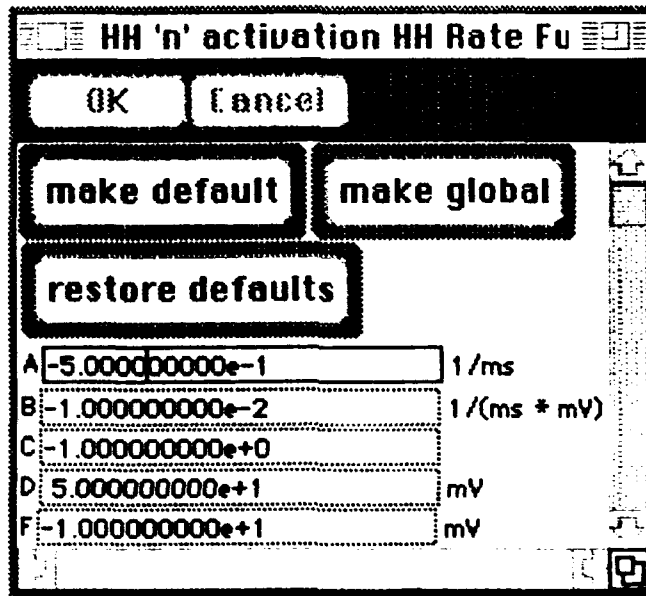 HH 'n' activation HH Rate Fu
OK Cancel
make default make global
restore defaults
A -5.0000000000e-1 1/ms
B -1.000000000e-2 1/(ms * mV)
C -1.000000000e+0
D 5.000000000e+1 mV
F -1.000000000e+1 mV